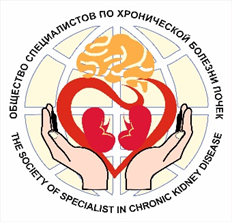 ОБЩЕСТВО СПЕЦИАЛИСТОВ ПО ХРОНИЧЕСКОЙ БОЛЕЗНИ ПОЧЕК
THE SOCIETY OF SPECIALIST IN CHRONIC KIDNEY DISEASE